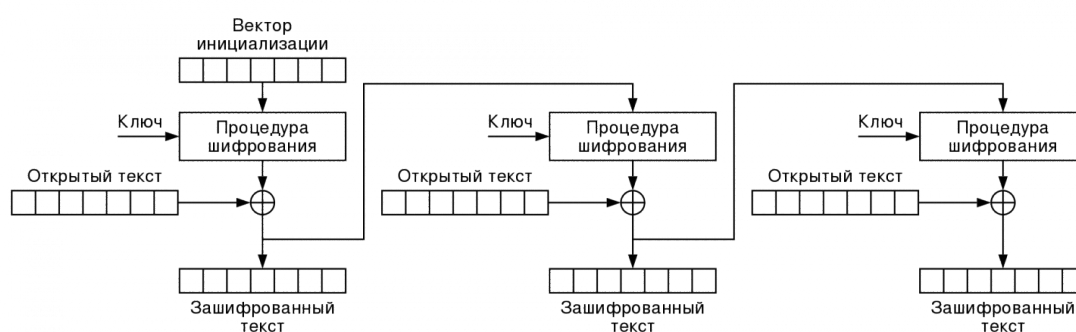 Вектор
инициализации
Ключ
Процедура
шифрования
Ключ
Процедура
шифрования
Ключ
Процедура
шифрования
Открытый текст
Открытый текст
Открытый текст
Зашифрованный
текст
Зашифрованный
текст
Зашифрованный
текст